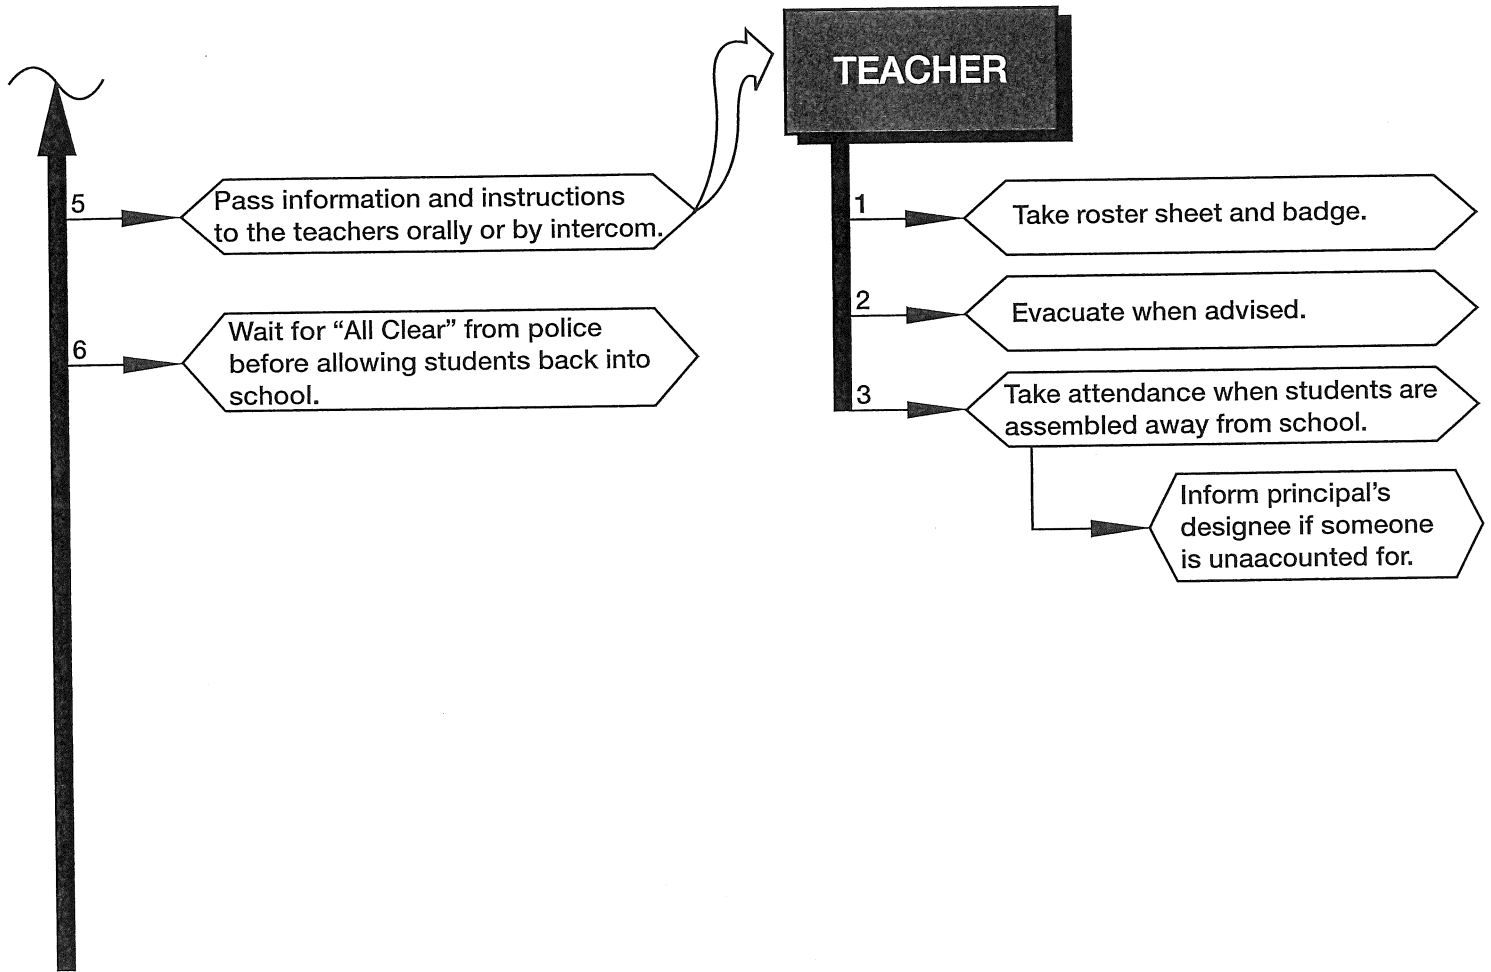 TEACHER
5
Pass information and instructions
to the teachers orally or by intercom.
6
Wait for “All Clear” from police
before allowing students back into
school.
1
Take roster sheet and badge.
2
Evacuate when advised.
3
Take attendance when students are
assembled away from school.
Inform principal’s
designee if someone
is unaacounted for.